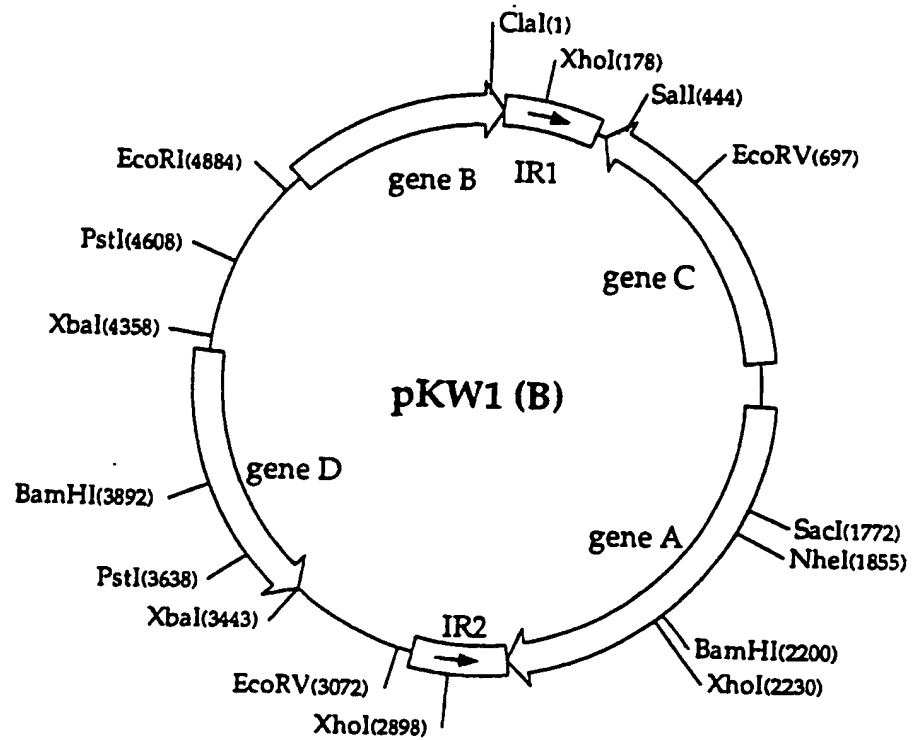 ClaI(1)
XhoI(178)
SalI(444)
EcoRV(697)
EcoRI(4884)
gene B
IR1
PstI(4608)
gene C
XbaI(4358)
pKW1 (B)
gene D
BamHI(3892)
gene A
SacI(1772)
NheI(1855)
PstI(3638)
XbaI(3443)
IR2
BamHI(2200)
EcoRV(3072)
XhoI(2230)
XhoI(2898)